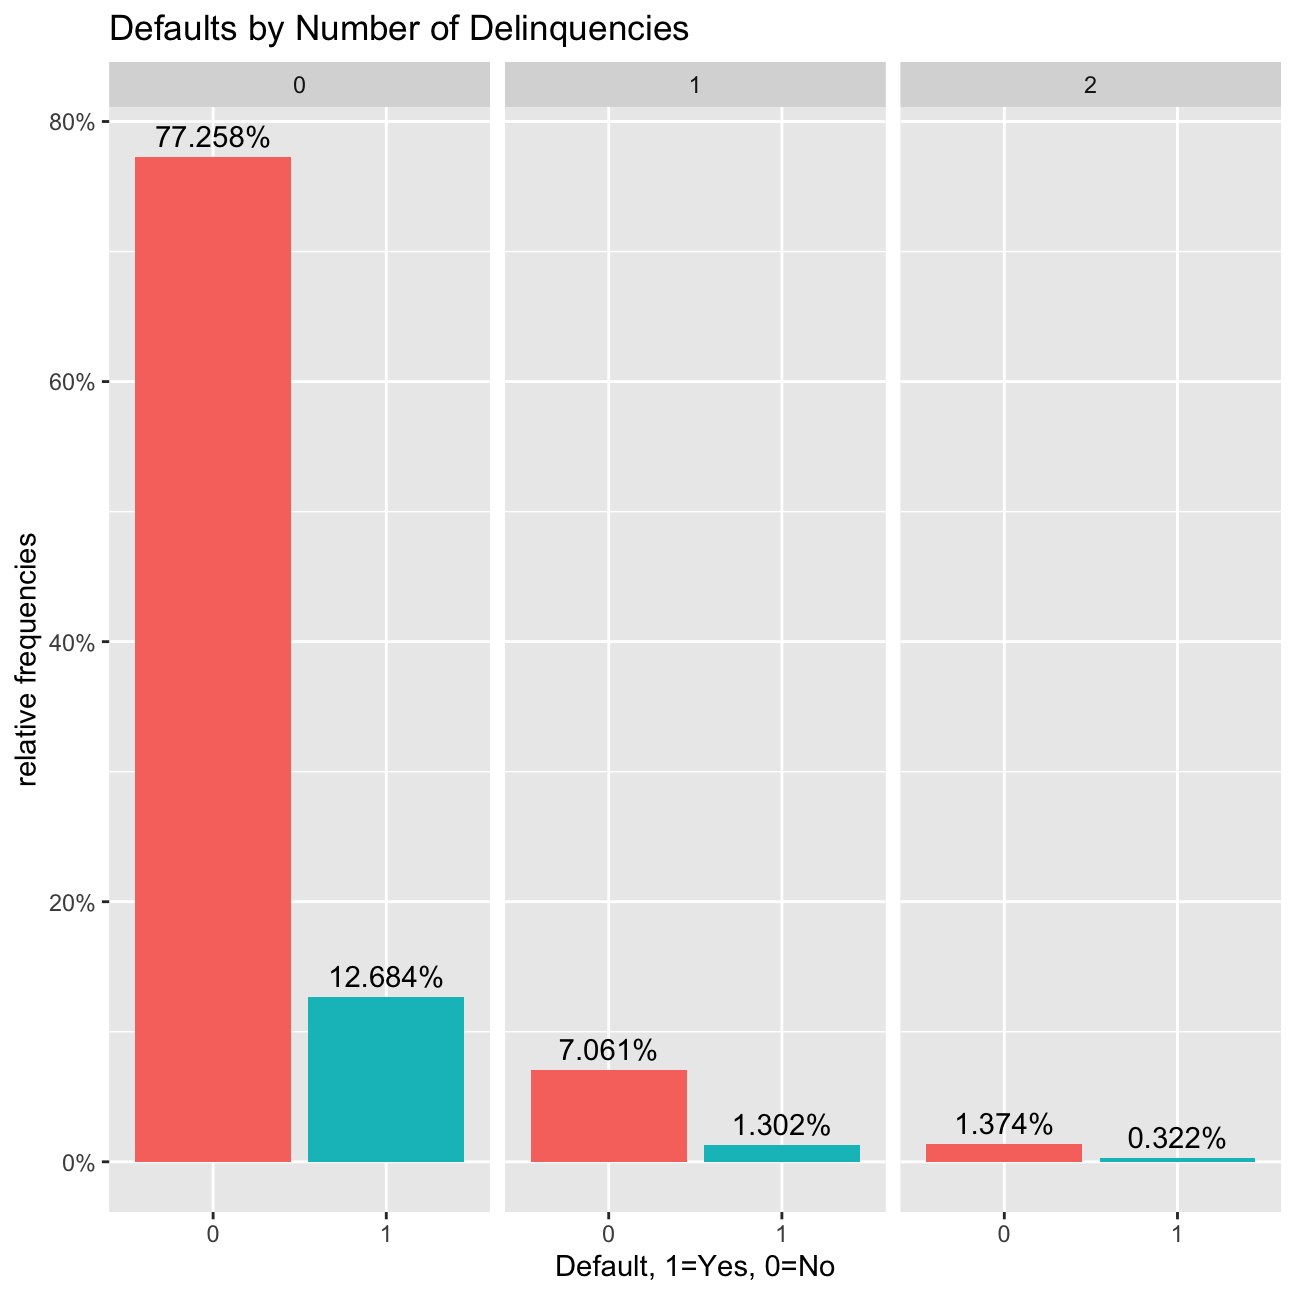 Defaults by Number of Delinquencies
0 1 2
80%
60%
40%
20%
0%
relative frequencies
77.258%
12.684%
7.061%
1.302%
1.374%
0.322%
0 1 0 1 0 1
Default, 1=Yes, 0=No